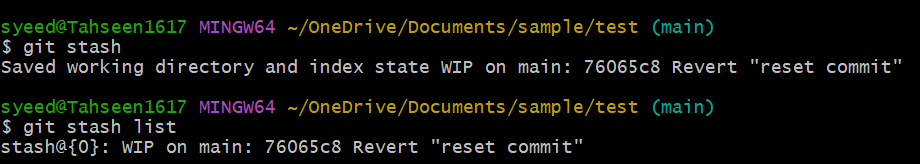 syeed@Tahseen1617 MINGW64 ~/OneDrive/Documents/sample/test (main)
$ git stash
Saved working directory and index state WIP on main: 76065c8 Revert "reset commit"
syeed@Tahseen1617 MINGW64 ~/OneDrive/Documents/sample/test (main)
$ git stash list
stash@{0}: WIP on main: 76065c8 Revert "reset commit"